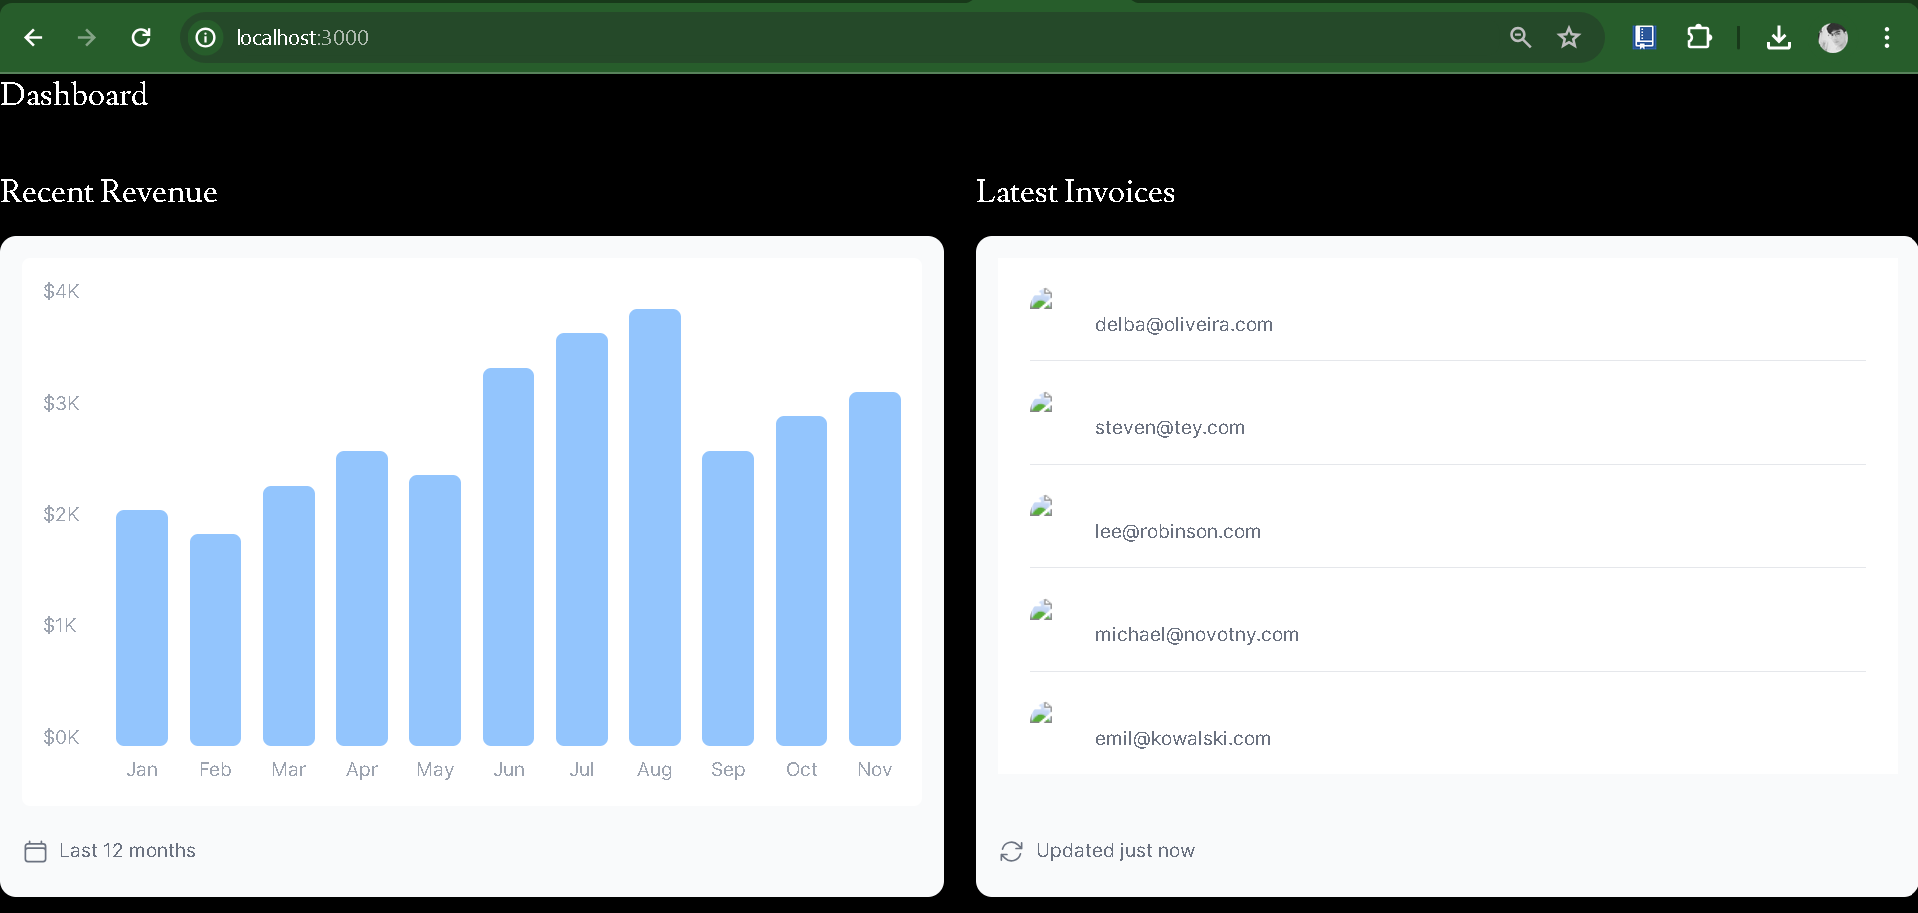 localhost:3000
Dashboard
Recent Revenue
$4K
$3K
$2K
$1K
$0K
Jan Feb Mar Apr May Jun Jul Aug Sep Oct Nov
Last 12 months
Latest Invoices
delba@oliveira.com
steven@tey.com
lee@robinson.com
michael@novotny.com
emil@kowalski.com
Updated just now